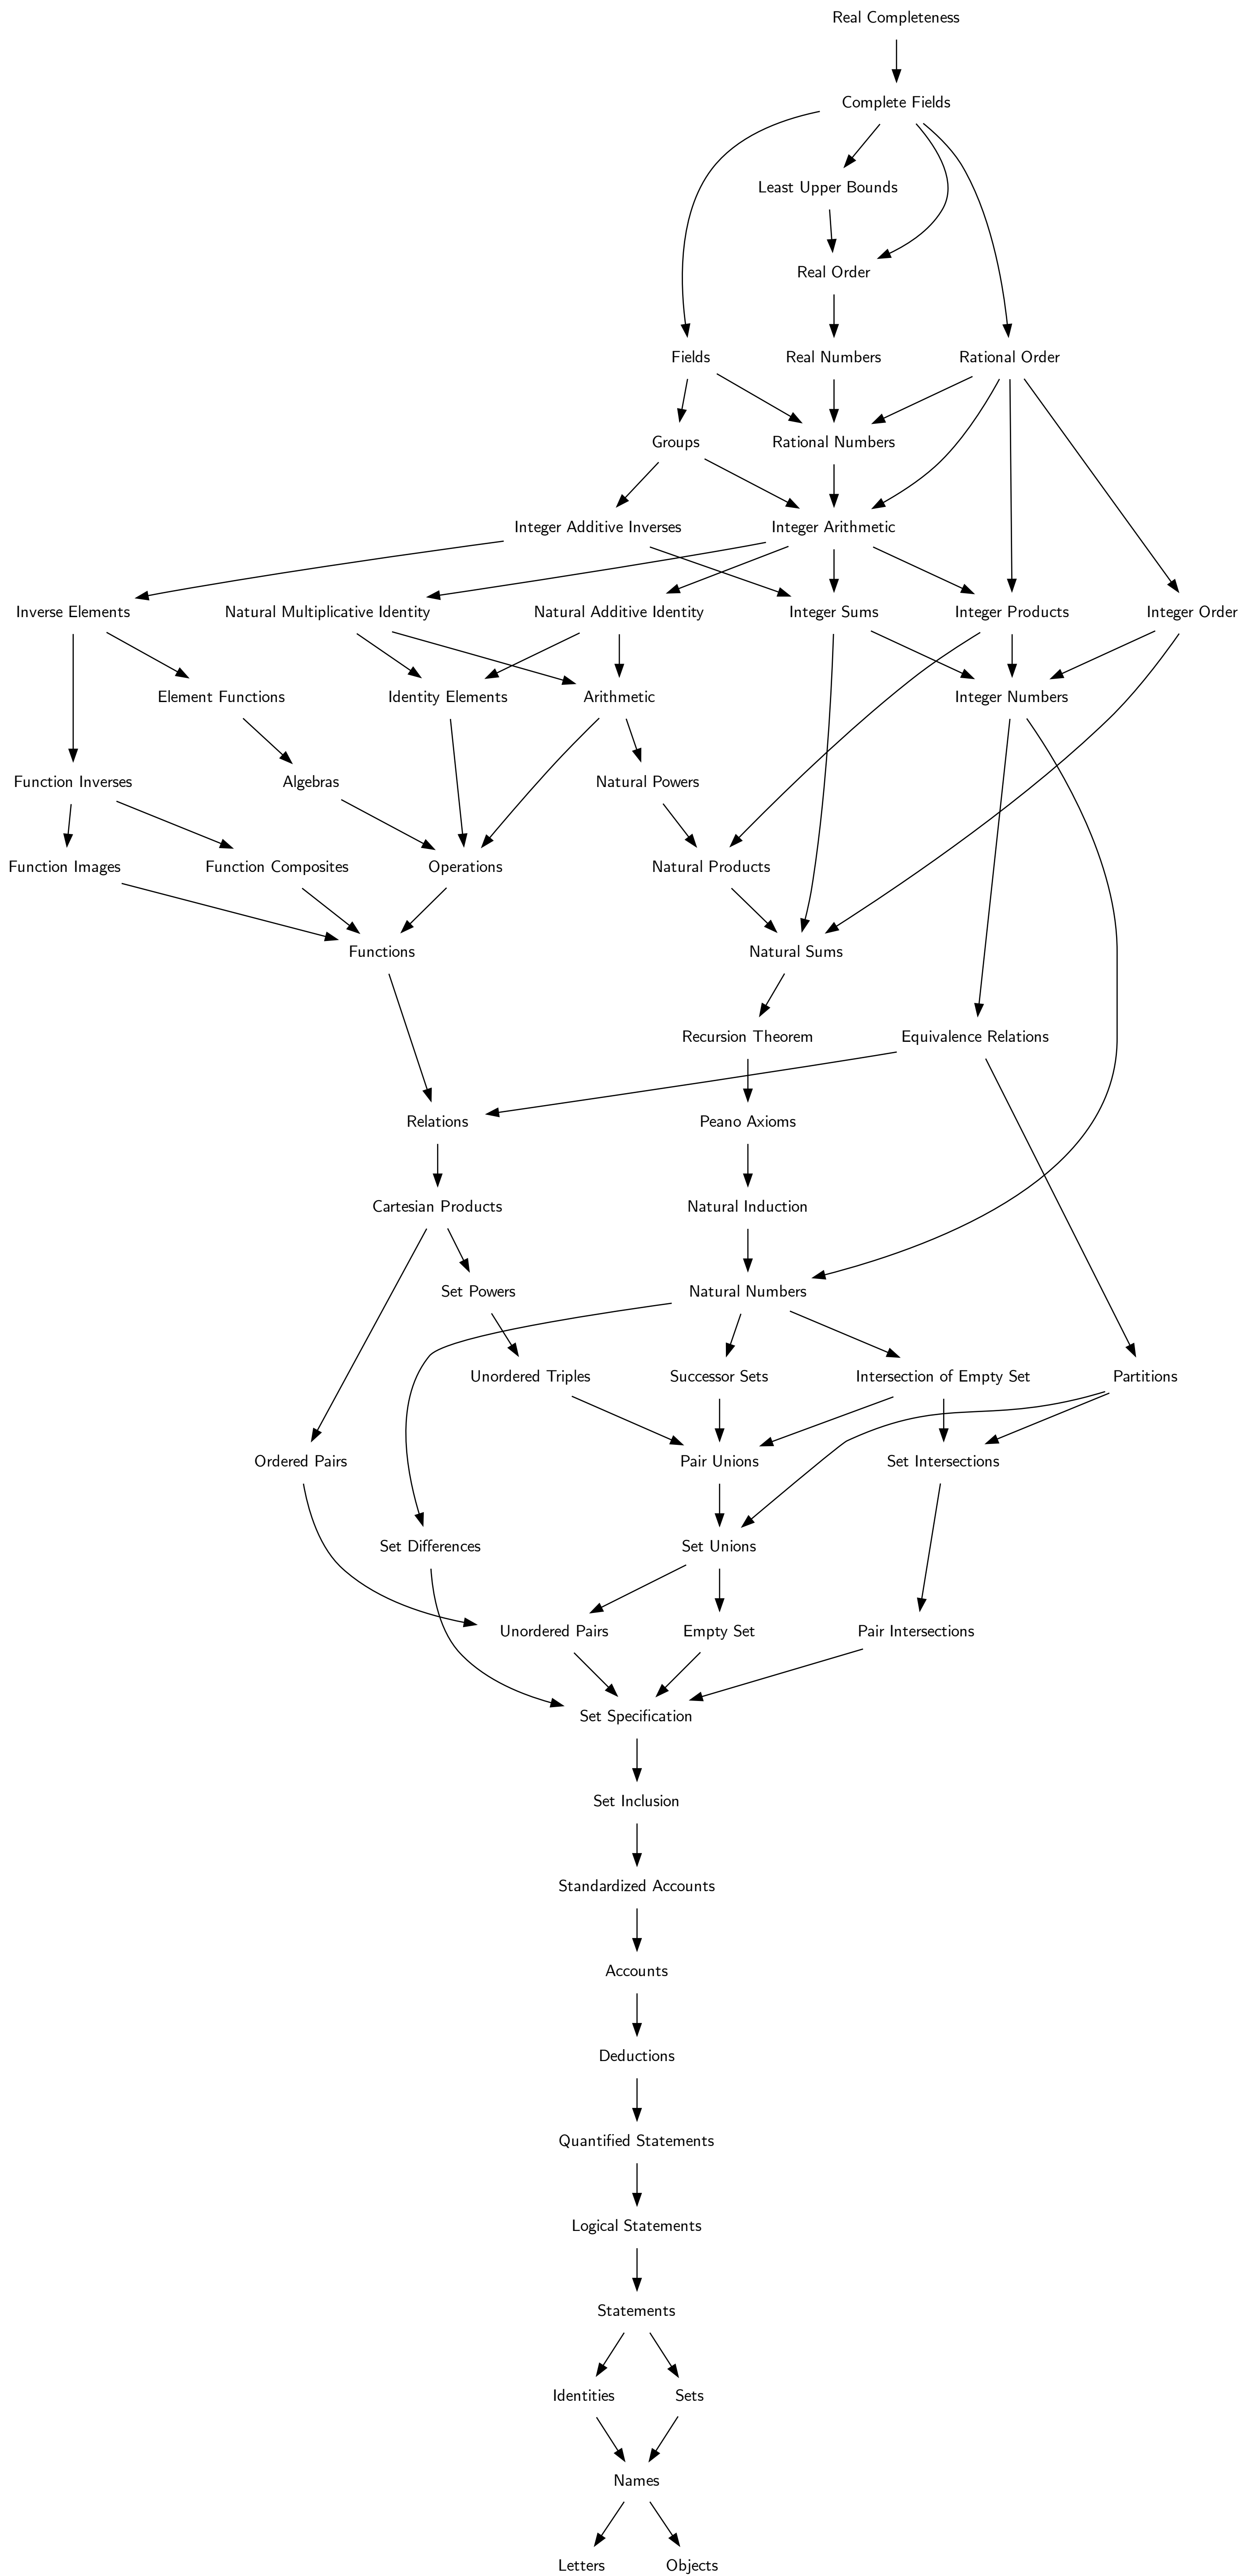 Real Completeness
Complete Fields
Least Upper Bounds
Real Order
Fields
Real Numbers
Rational Order
Groups
Rational Numbers
Integer Additive Inverses
Integer Arithmetic
Inverse Elements
Natural Multiplicative Identity
Natural Additive Identity
Integer Sums
Integer Products
Integer Order
Element Functions
Identity Elements
Arithmetic
Integer Numbers
Function Inverses
Algebras
Natural Powers
Function Images
Function Composites
Operations
Natural Products
Functions
Natural Sums
Recursion Theorem
Equivalence Relations
Relations
Peano Axioms
Cartesian Products
Natural Induction
Set Powers
Natural Numbers
Unordered Triples
Successor Sets
Intersection of Empty Set
Partitions
Ordered Pairs
Pair Unions
Set Intersections
Set Differences
Set Unions
Unordered Pairs
Empty Set
Pair Intersections
Set Specification
Set Inclusion
Standardized Accounts
Accounts
Deductions
Quantified Statements
Logical Statements
Statements
Identities
Sets
Names
Letters
Objects